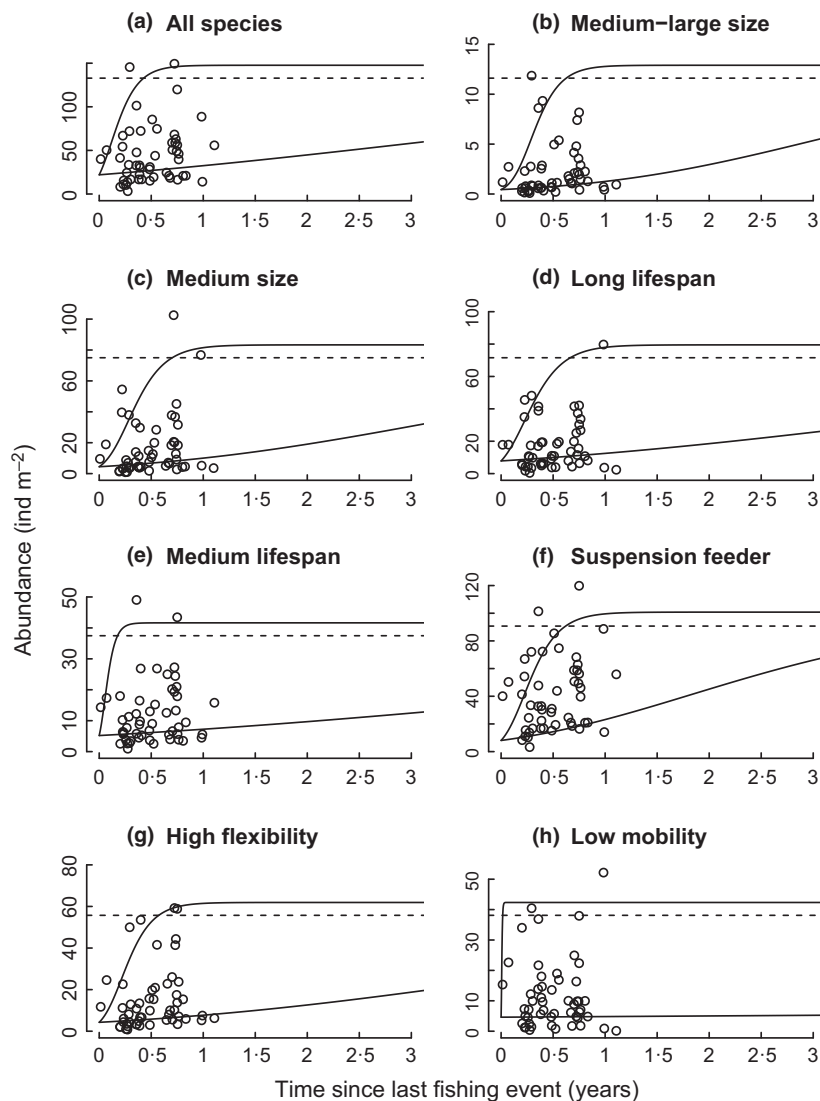 (a) All species
(b) Medium−large size
0 50 100
0 5 10 15
0 0·5 1 1·5 2 2·5 3
0 0·5 1 1·5 2 2·5 3
(c) Medium size
(d) Long lifespan
0 20 60 100
0 20 60 100
0 0·5 1 1·5 2 2·5 3
0 0·5 1 1·5 2 2·5 3
Abundance (ind m−2)
(e) Medium lifespan
(f) Suspension feeder
0 10 30 50
0 40 80 120
0 0·5 1 1·5 2 2·5 3
0 0·5 1 1·5 2 2·5 3
(g) High flexibility
(h) Low mobility
0 20 40 60 80
0 10 30 50
0 0·5 1 1·5 2 2·5 3
0 0·5 1 1·5 2 2·5 3
Time since last fishing event (years)